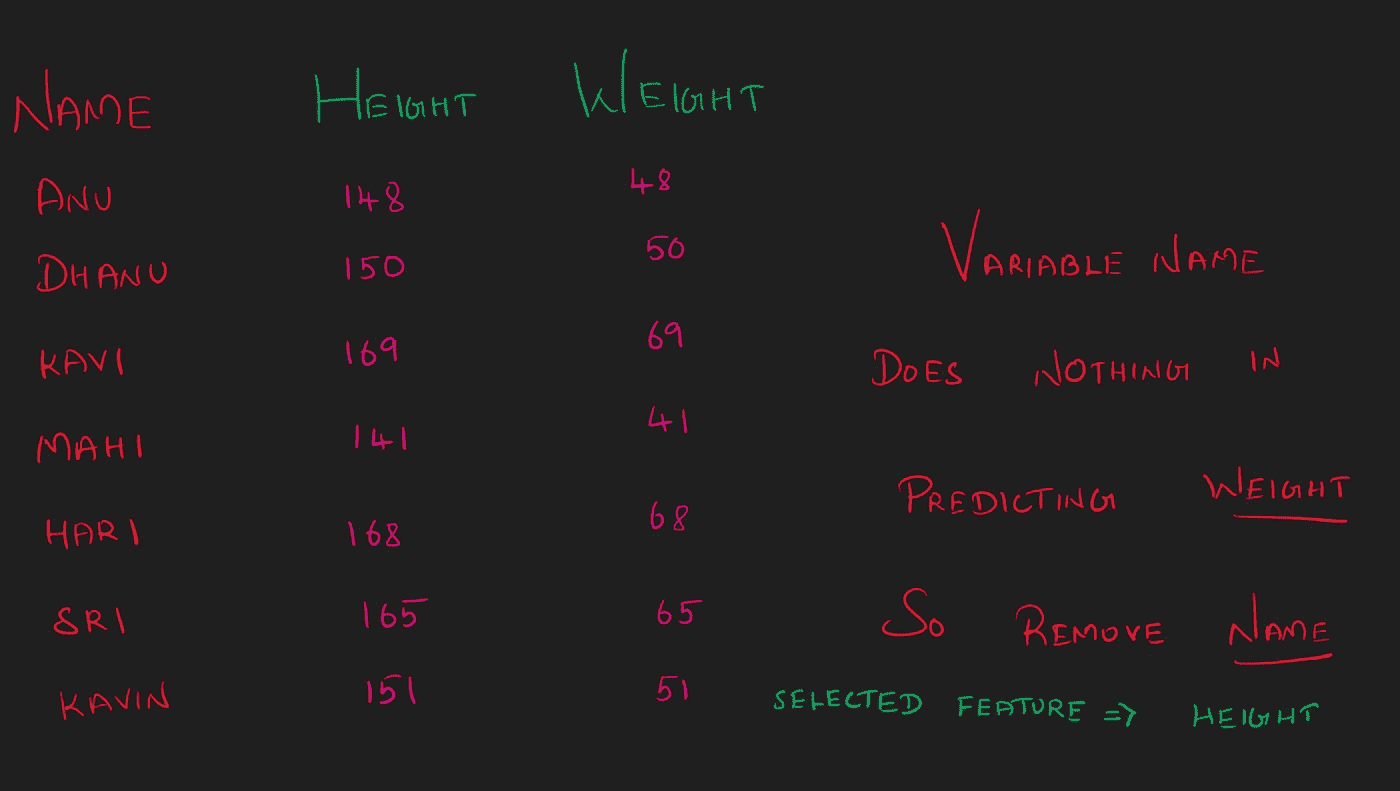 NAME HEIGHT WEIGHT
ANU 148 48
DHANU 150 50
KAVI 169 69
MAHI 141 41
HARI 168 68
SRI 165 65
KAVIN 151 51
VARIABLE NAME
DOES NOTHING IN
PREDICTING WEIGHT
SO REMOVE NAME
SELECTED FEATURE => HEIGHT